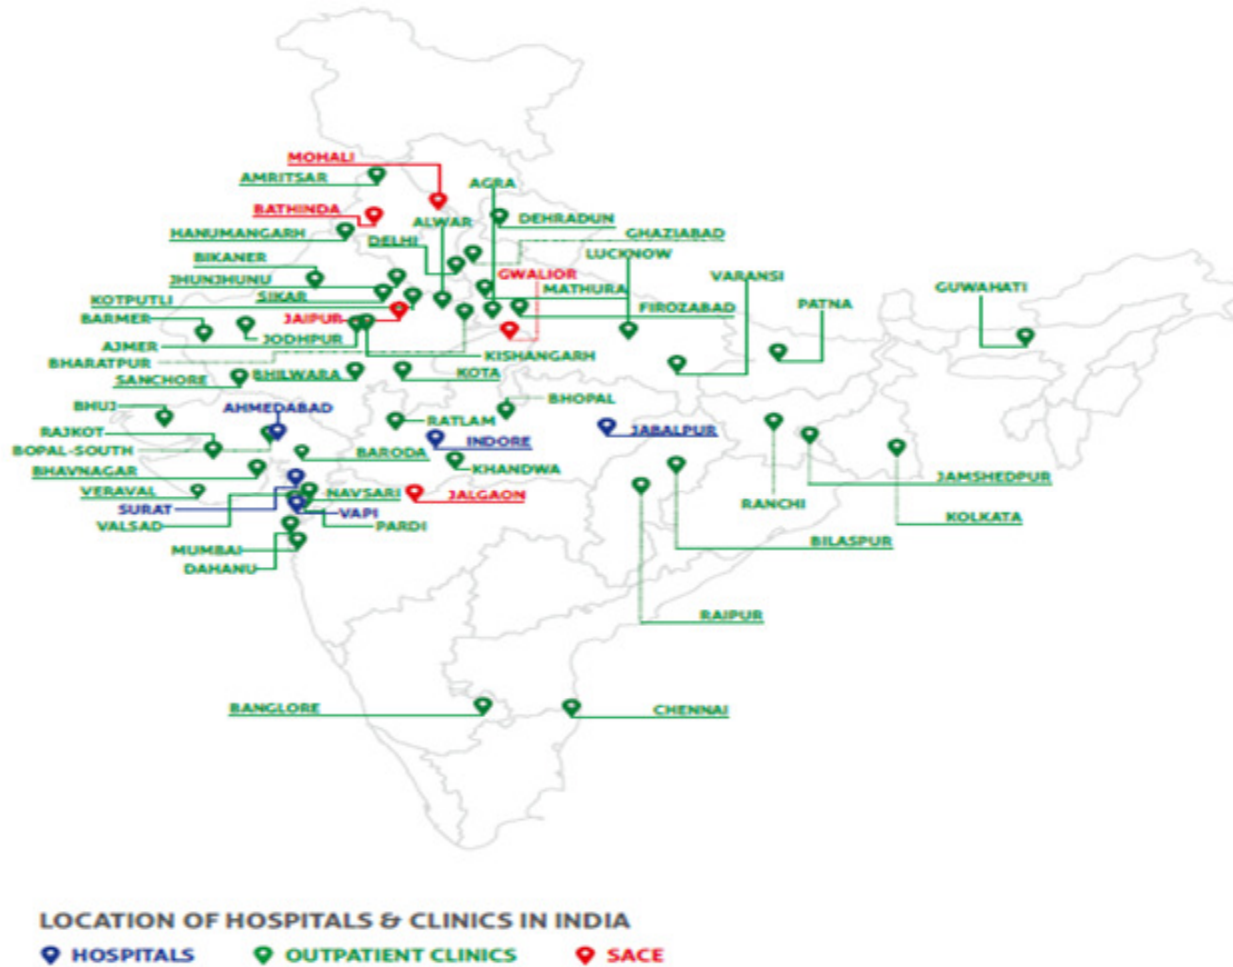 MOHALI
AMRITSAR
AGRA
BATHINDA
ALWAR
DEHRADUN
HANUMANGARH
DELHI
GHAZIABAD
LUCKNOW
BIKANER
GWALIOR
VARANSI
JHUNJHUNU
MATHURA
GUWAHATI
KOTPUTLI
SIKAR
FIROZABAD
PATNA
BARMER
JAIPUR
AJMER
JODHPUR
KISHANGARH
BHARATPUR
SANCHORE
BHILWARA
KOTA
BHOPAL
BHUJ
AHMEDABAD
RATLAM
RAJKOT
INDORE
JABALPUR
BOPAL-SOUTH
BARODA
BHAVNAGAR
KHANDWA
JAMSHEDPUR
VERAVAL
NAVSARI
JALGAON
RANCHI
SURAT
VAPI
KOLKATA
VALSAD
PARDI
MUMBAI
BILASPUR
DAHANU
RAIPUR
BANGLORE
CHENNAI
LOCATION OF HOSPITALS & CLINICS IN INDIA
HOSPITALS OUTPATIENT CLINICS SACE